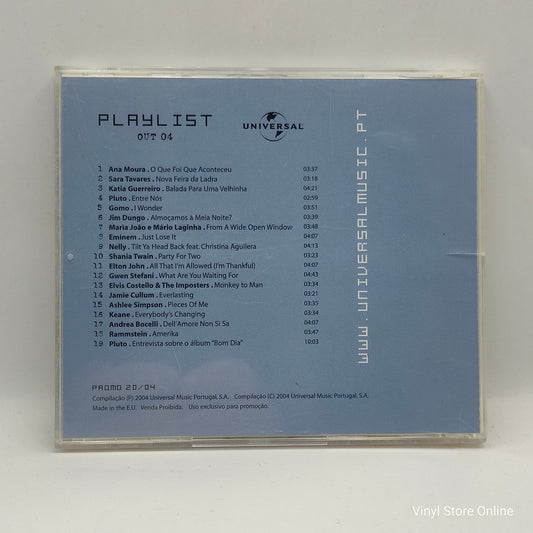 PLAYLIST
OUT 04
UNIVERSAL
1 Ana Moura . O Que Foi Que Aconteceu 03:37
2 Sara Tavares . Nova Feira da Ladra 03:18
3 Katia Guerreiro . Balada Para Uma Velhinha 04:21
4 Pluto . Entre Nós 02:59
5 Gomo . I Wonder 03:51
6 Jim Dungo . Almoçamos à Meia Noite? 03:39
7 Maria João e Mário Laginha . From A Wide Open Window 03:48
8 Eminem . Just Lose It 04:07
9 Nelly . Tilt Ya Head Back feat. Christina Aguilera 04:13
10 Shania Twain . Party For Two 03:23
11 Elton John . All That I'm Allowed (I'm Thankful) 04:07
12 Gwen Stefani . What Are You Waiting For 04:43
13 Elvis Costello & The Imposters . Monkey to Man 03:34
14 Jamie Cullum . Everlasting 03:21
15 Ashlee Simpson . Pieces Of Me 03:35
16 Keane . Everybody's Changing 03:34
17 Andrea Bocelli . Dell'Amore Non Si Sa 04:07
18 Rammstein . Amerika 03:47
19 Pluto . Entrevista sobre o álbum "Bom Dia" 10:03
PROMO 20/04
Compilação (P) 2004 Universal Music Portugal, S.A. Compilação (C) 2004 Universal Music Portugal, S.A.
Made in the E.U. Venda Proibida. Uso exclusivo para promoção.
WWW.UNIVERSALMUSIC.PT
Vinyl Store Online